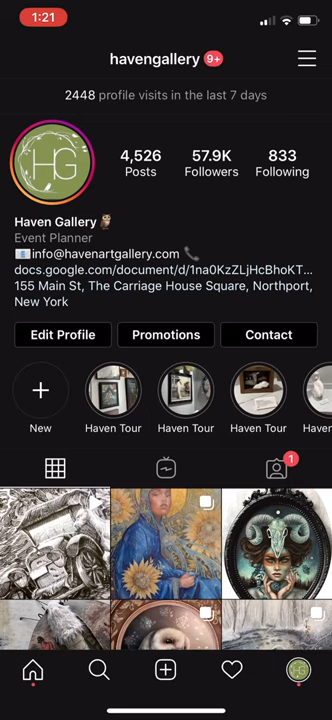 1:21
havengallery 9+
2448 profile visits in the last 7 days
HG
4,526 57.9K 833
Posts Followers Following
Haven Gallery🦉
Event Planner
📧info@havenartgallery.com 📞
docs.google.com/document/d/1na0KzZLjHcBhoKT...
155 Main St, The Carriage House Square, Northport,
New York
Edit Profile Promotions Contact
New Haven Tour Haven Tour Haven Tour Haven
1
HG